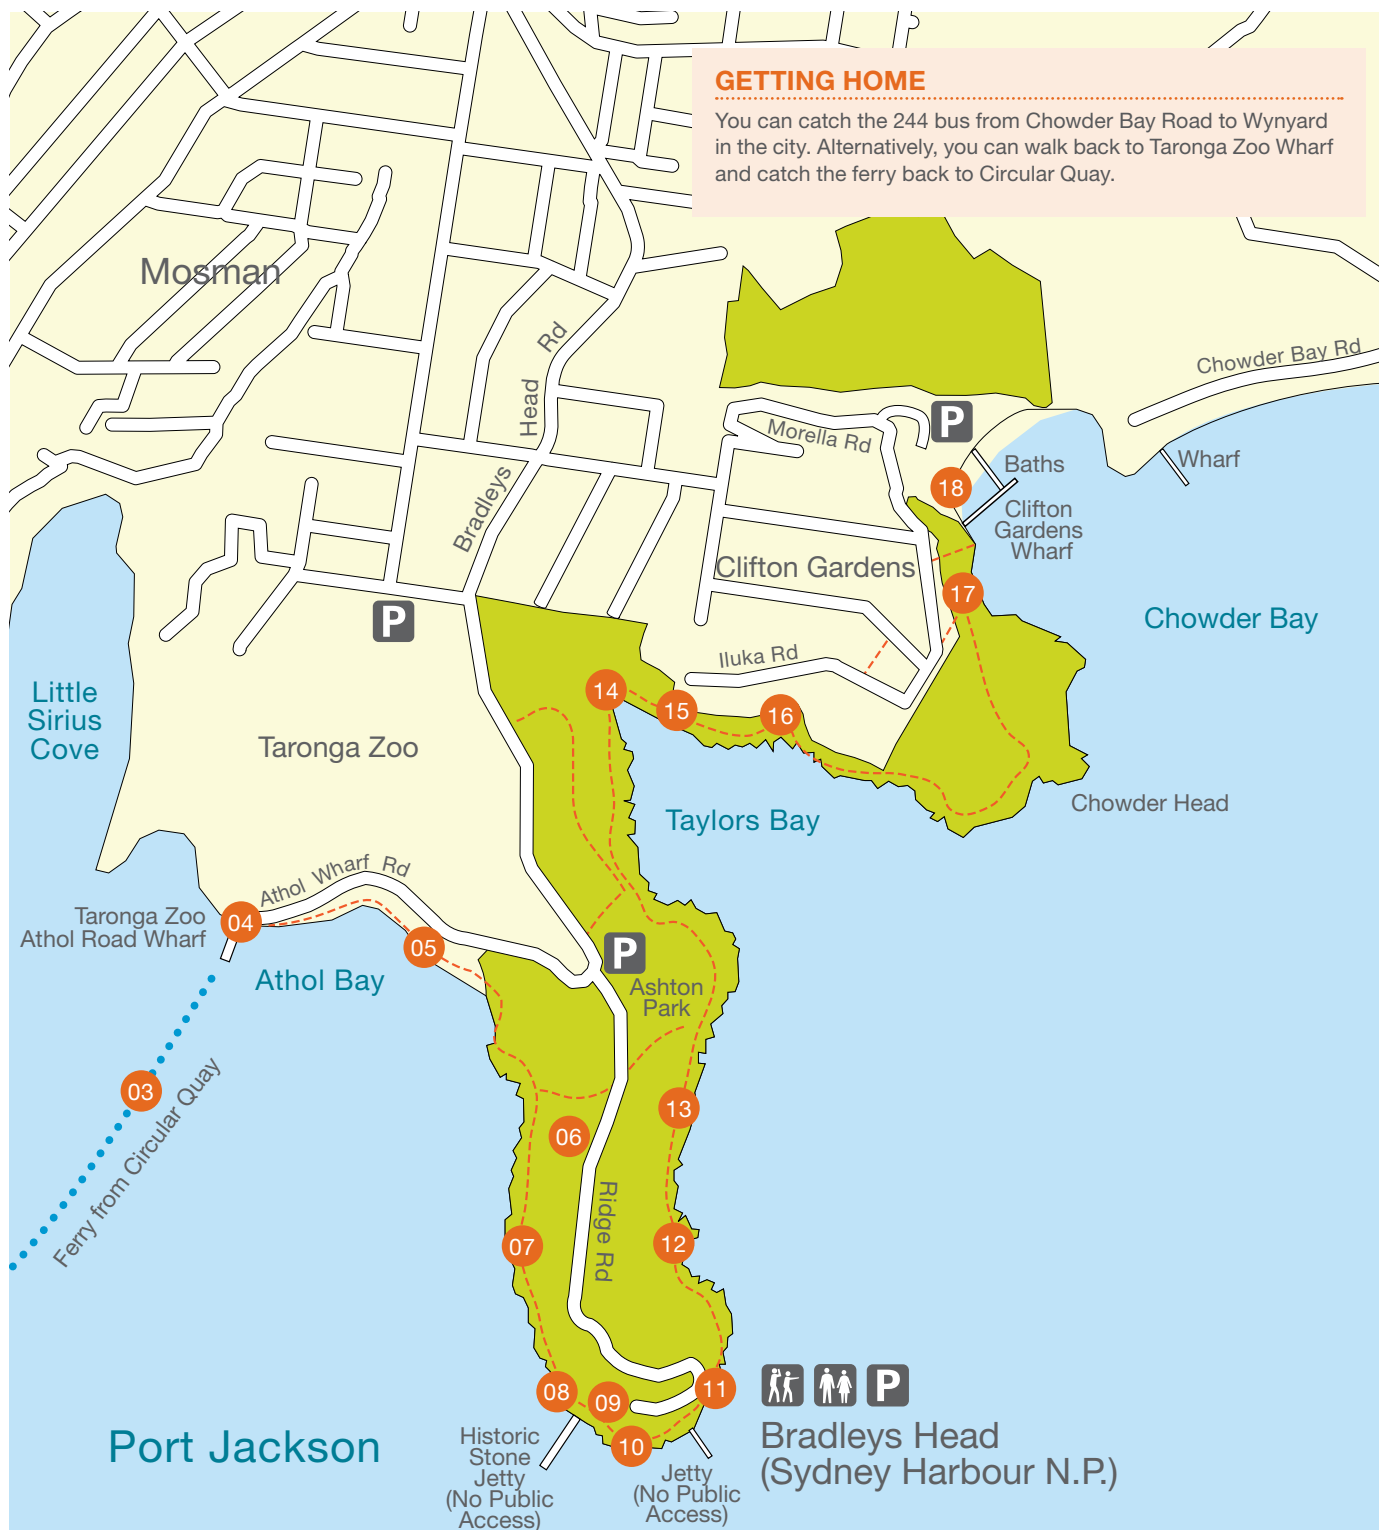 GETTING HOME
You can catch the 244 bus from Chowder Bay Road to Wynyard
in the city. Alternatively, you can walk back to Taronga Zoo Wharf
and catch the ferry back to Circular Quay.
Mosman
Bradleys Head Rd
Chowder Bay Rd
P
Morella Rd
Baths
Wharf
18
Clifton
Gardens
Wharf
Clifton Gardens
17
P
Chowder Bay
Iluka Rd
14
15
16
Little
Sirius
Cove
Taronga Zoo
Chowder Head
Taylors Bay
Athol Wharf Rd
Taronga Zoo
Athol Road Wharf
04
05
P
Athol Bay
Ashton
Park
03
Ferry from Circular Quay
13
06
Ridge Rd
07
12
08
09
11
P
10
Port Jackson
Historic
Stone
Jetty
(No Public
Access)
Jetty
(No Public
Access)
Bradleys Head
(Sydney Harbour N.P.)